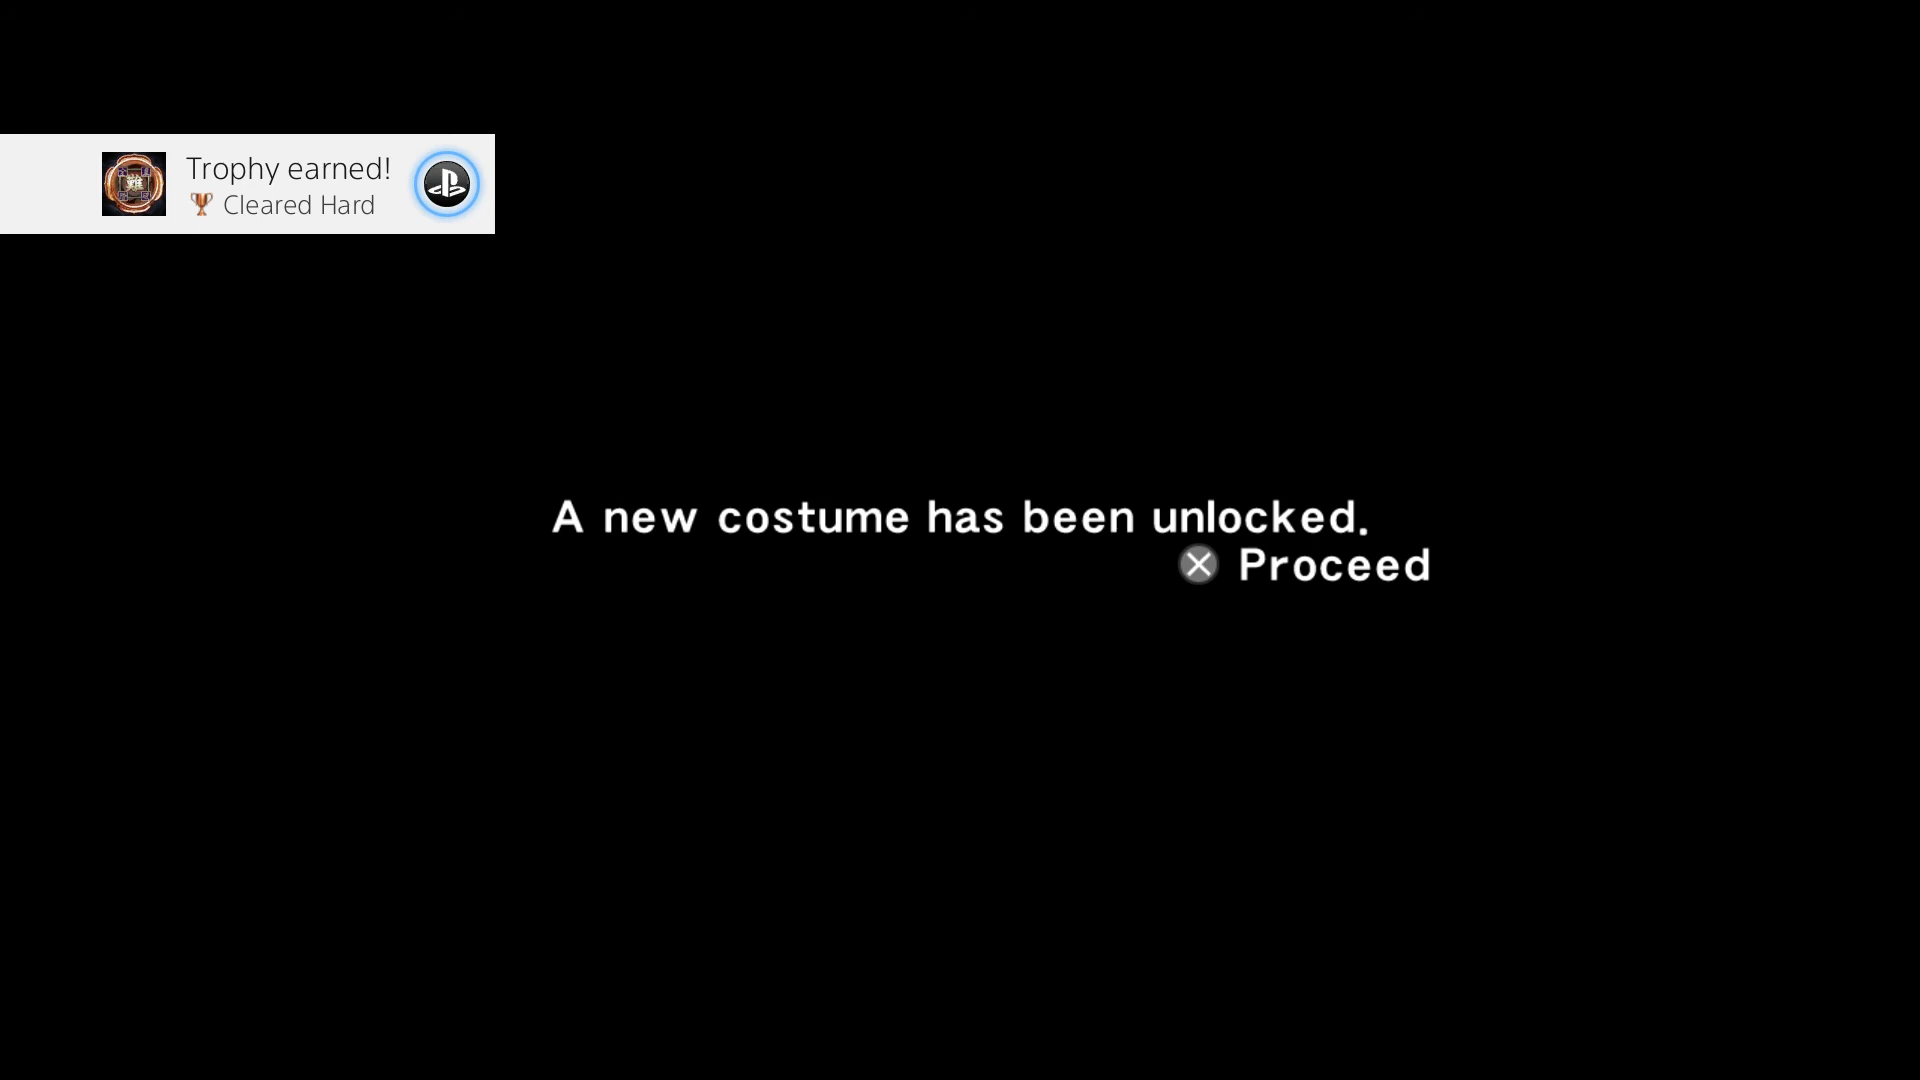 Trophy earned!
Cleared Hard
A new costume has been unlocked.
Proceed